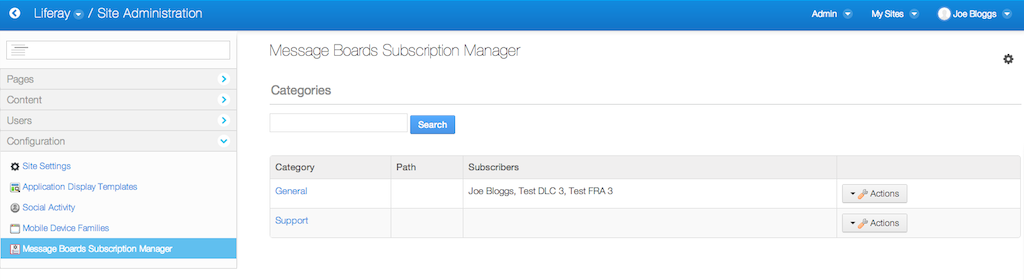 Liferay / Site Administration Admin My Sites Joe Bloggs
Message Boards Subscription Manager
Pages
Content
Users
Configuration
Site Settings
Application Display Templates
Social Activity
Mobile Device Families
Message Boards Subscription Manager
Categories
Search
Category Path Subscribers
General Joe Bloggs, Test DLC 3, Test FRA 3 Actions
Support Actions